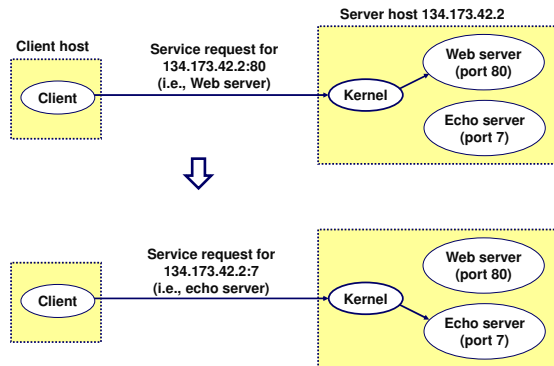 Server host 134.173.42.2
Client host
Service request for
134.173.42.2:80
(i.e., Web server)
Client
Kernel
Web server
(port 80)
Echo server
(port 7)
Service request for
134.173.42.2:7
(i.e., echo server)
Client
Kernel
Web server
(port 80)
Echo server
(port 7)